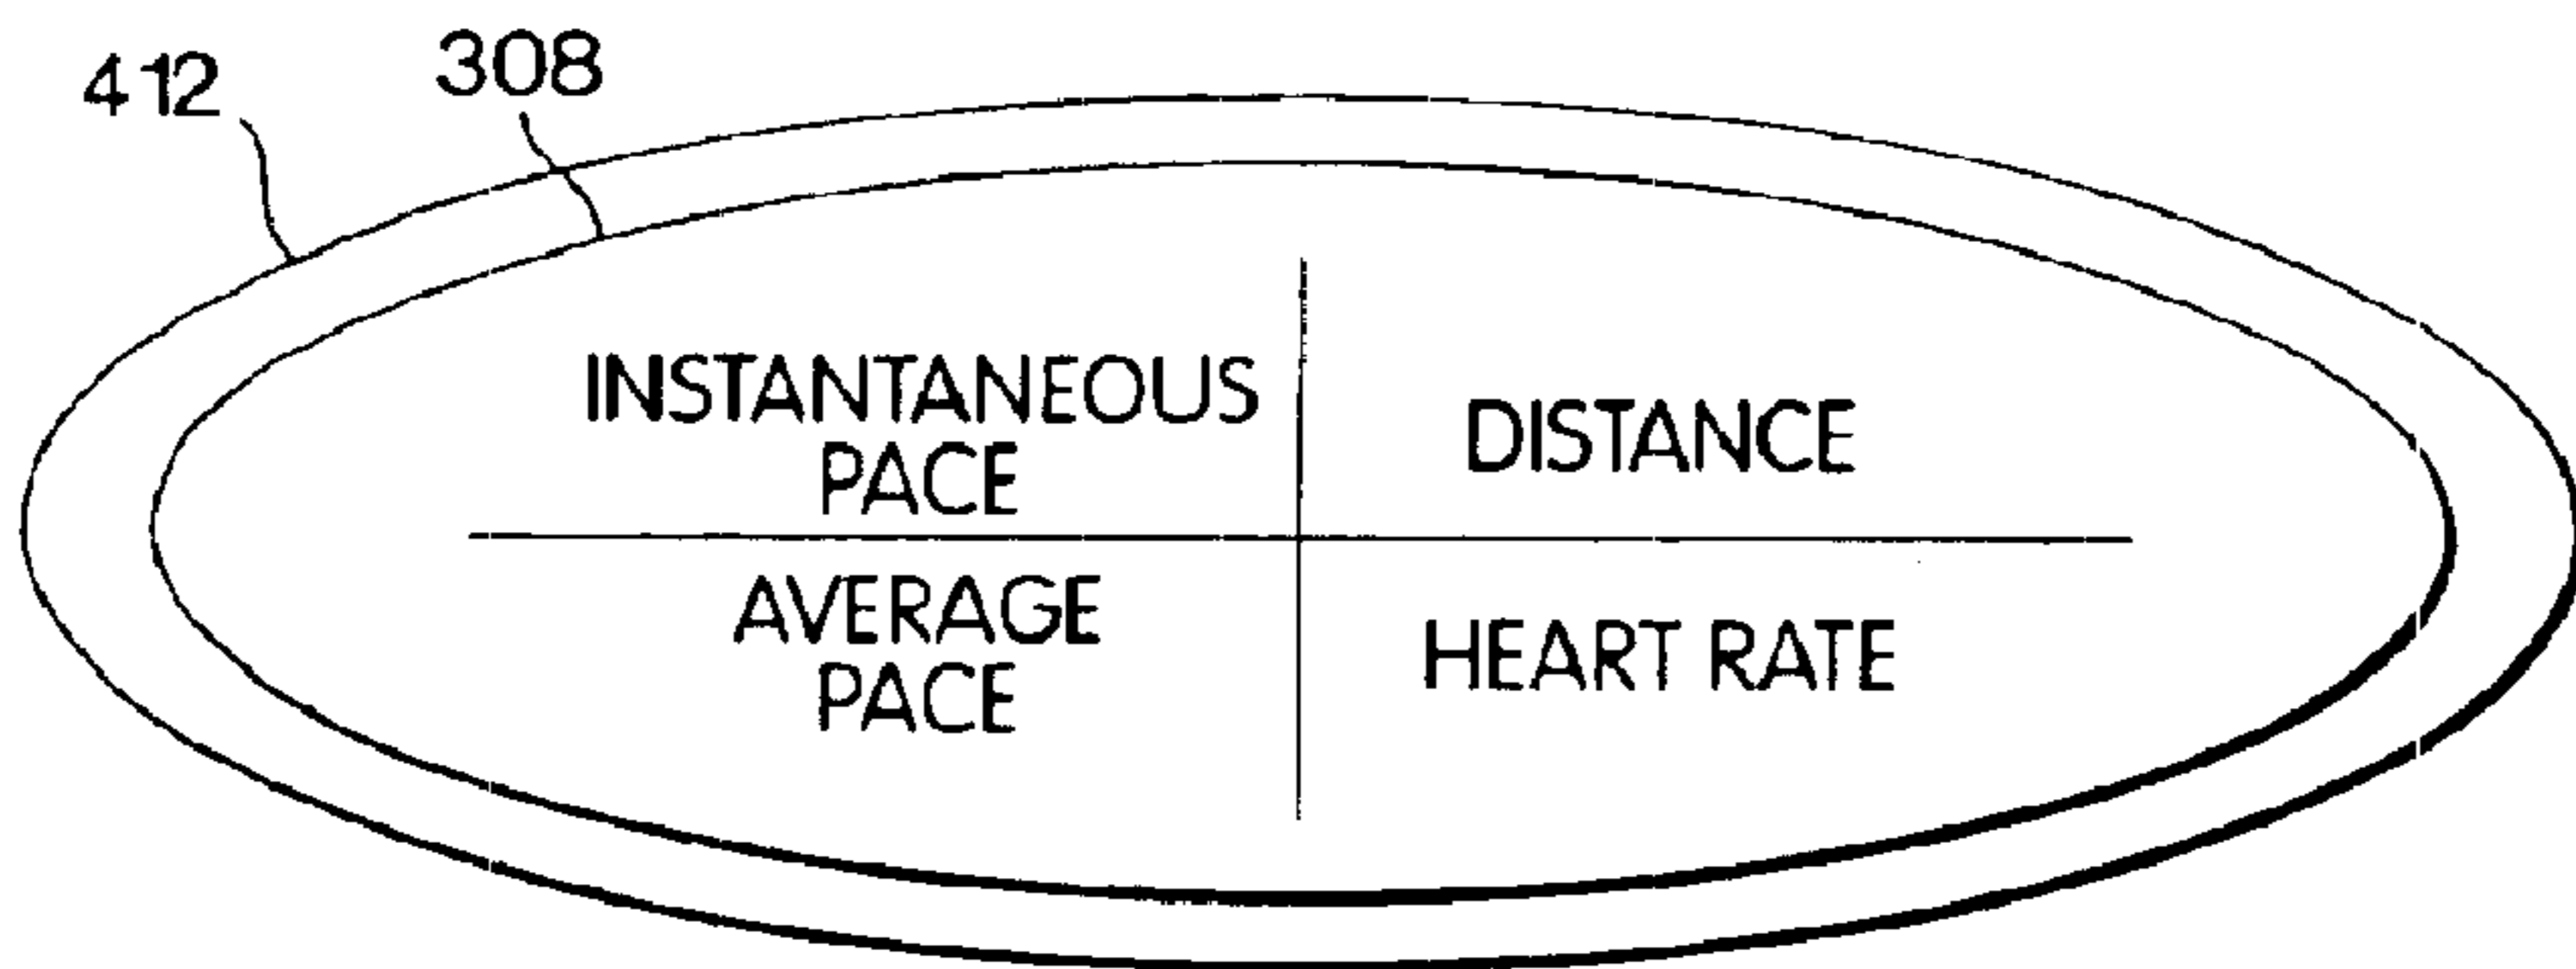 412
308
INSTANTANEOUS
PACE
DISTANCE
AVERAGE
PACE
HEART RATE